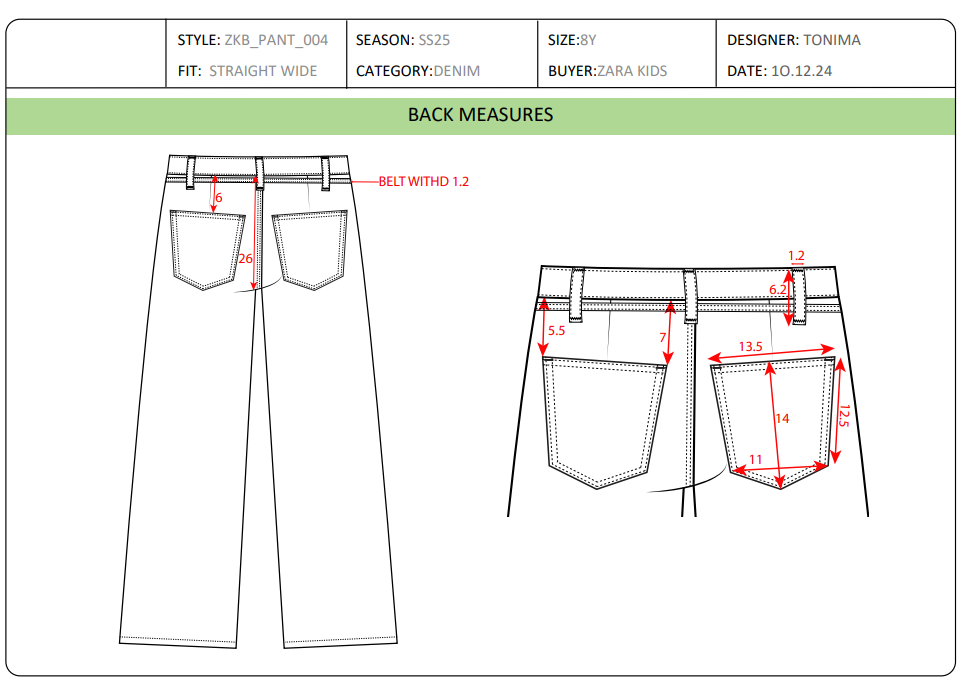 STYLE: ZKB_PANT_004
SEASON: SS25
SIZE:8Y
DESIGNER: TONIMA
FIT: STRAIGHT WIDE
CATEGORY:DENIM
BUYER:ZARA KIDS
DATE: 1O.12.24
BACK MEASURES
BELT WITHD 1.2
6
26
1.2
6.2
5.5
7
13.5
14
12.5
11